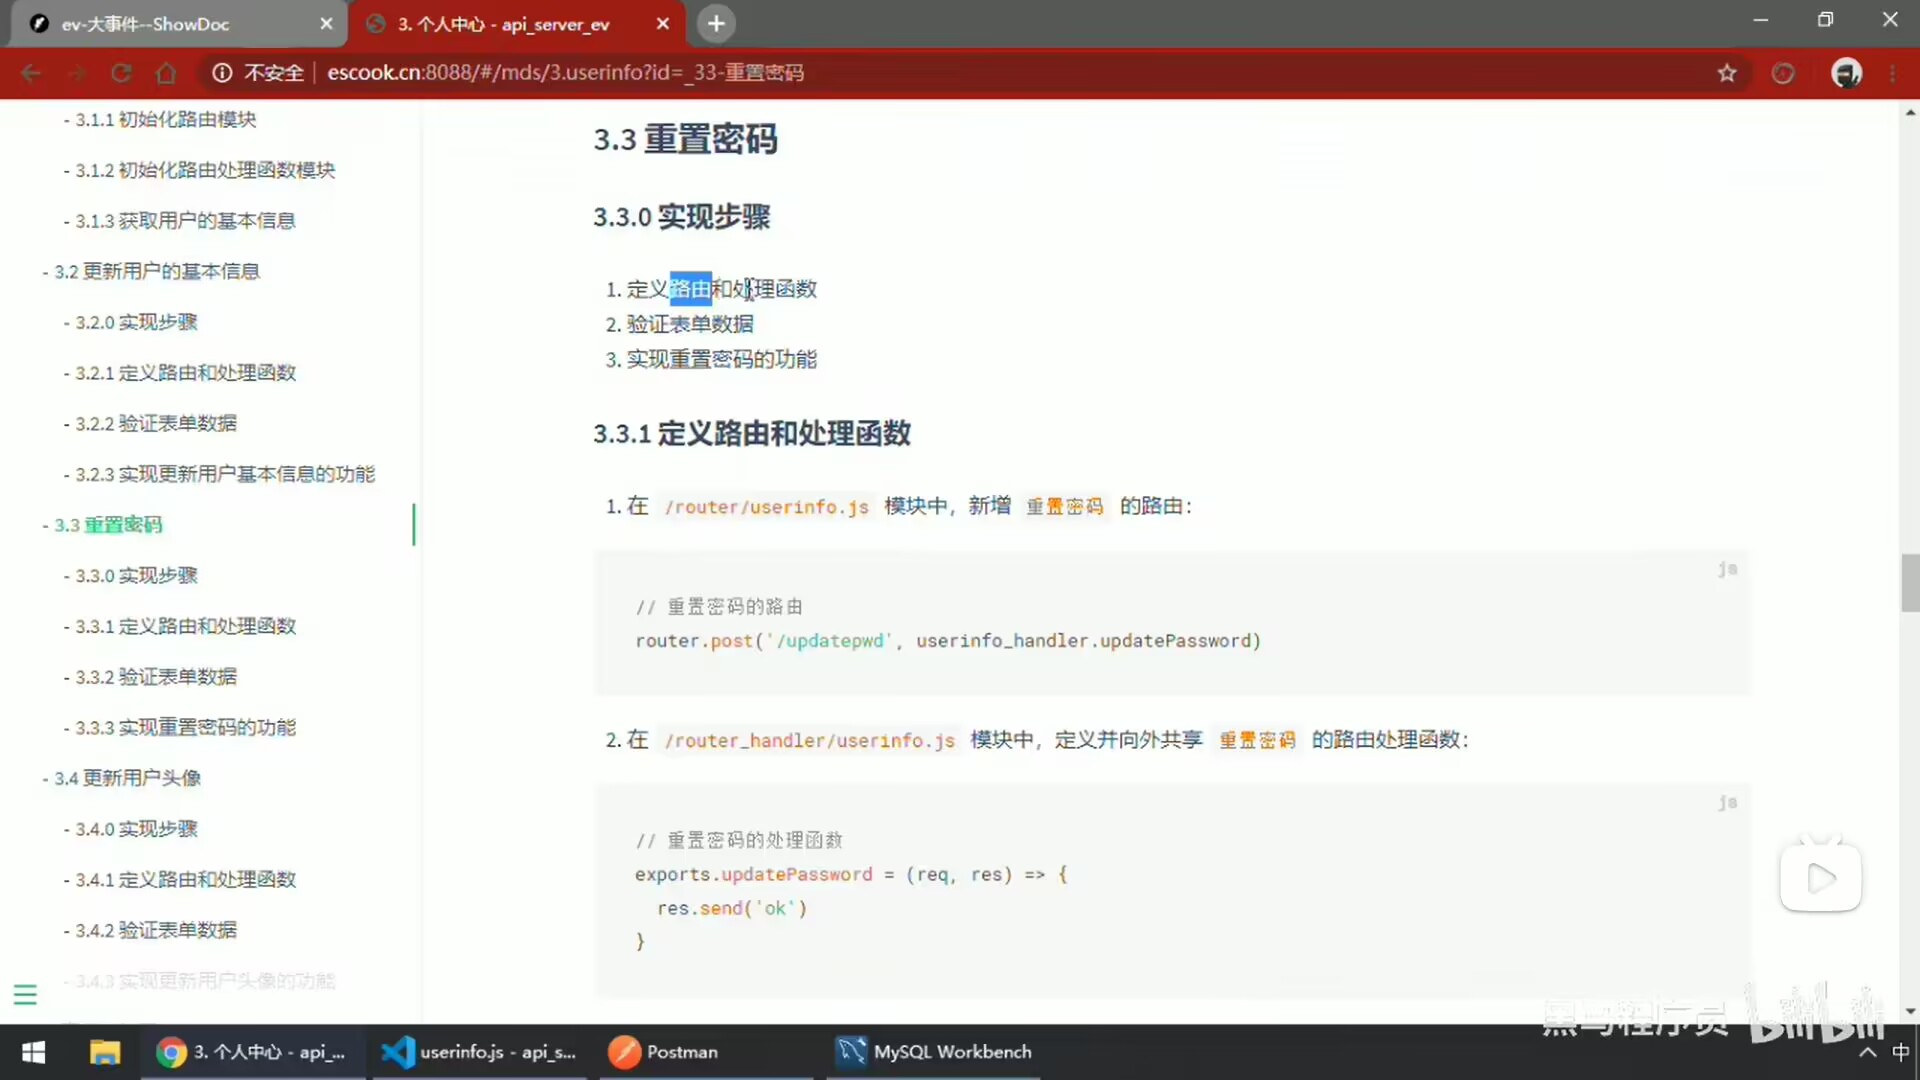 ev-大事件--ShowDoc
3. 个人中心 - api_server_ev
不安全
escook.cn:8088/#/mds/3.userinfo?id=_33-重置密码
- 3.1.1 初始化路由模块
- 3.1.2 初始化路由处理函数模块
- 3.1.3 获取用户的基本信息
- 3.2 更新用户的基本信息
- 3.2.0 实现步骤
- 3.2.1 定义路由和处理函数
- 3.2.2 验证表单数据
- 3.2.3 实现更新用户基本信息的功能
- 3.3 重置密码
- 3.3.0 实现步骤
- 3.3.1 定义路由和处理函数
- 3.3.2 验证表单数据
- 3.3.3 实现重置密码的功能
- 3.4 更新用户头像
- 3.4.0 实现步骤
- 3.4.1 定义路由和处理函数
- 3.4.2 验证表单数据
- 3.4.3 实现更新用户头像的功能
3.3 重置密码
3.3.0 实现步骤
1. 定义路由和处理函数
2. 验证表单数据
3. 实现重置密码的功能
3.3.1 定义路由和处理函数
1. 在 /router/userinfo.js 模块中，新增 重置密码 的路由：
js
// 重置密码的路由
router.post('/updatepwd', userinfo_handler.updatePassword)
2. 在 /router_handler/userinfo.js 模块中，定义并向外共享 重置密码 的路由处理函数：
js
// 重置密码的处理函数
exports.updatePassword = (req, res) => {
res.send('ok')
}
黑马程序员 bilibili
3. 个人中心 - api_...
userinfo.js - api_s...
Postman
MySQL Workbench
中